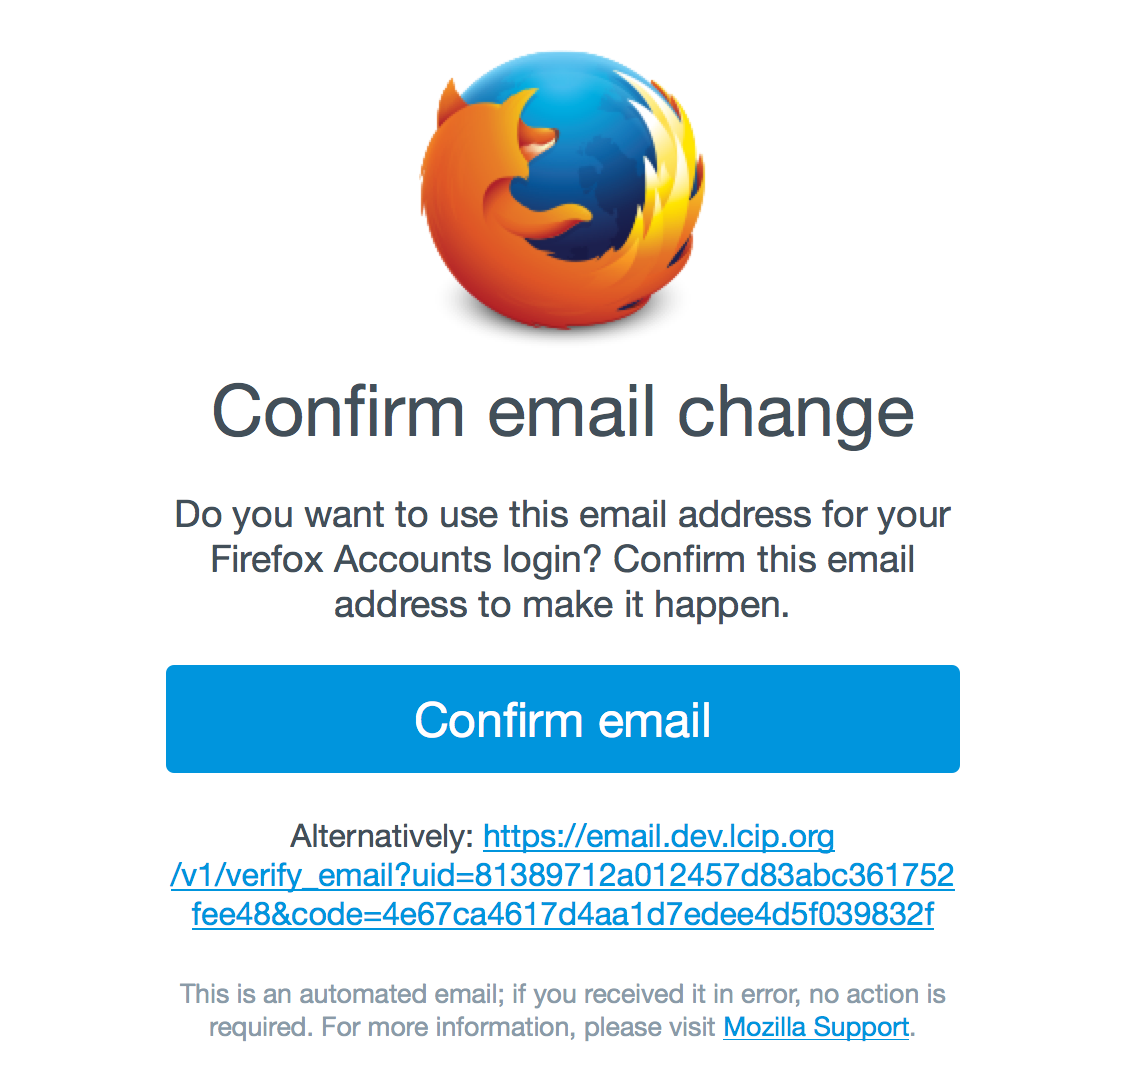 Confirm email change
Do you want to use this email address for your
Firefox Accounts login? Confirm this email
address to make it happen.
Confirm email
Alternatively: https://email.dev.lcip.org
/v1/verify_email?uid=81389712a012457d83abc361752
fee48&code=4e67ca4617d4aa1d7edee4d5f039832f
This is an automated email; if you received it in error, no action is
required. For more information, please visit Mozilla Support.